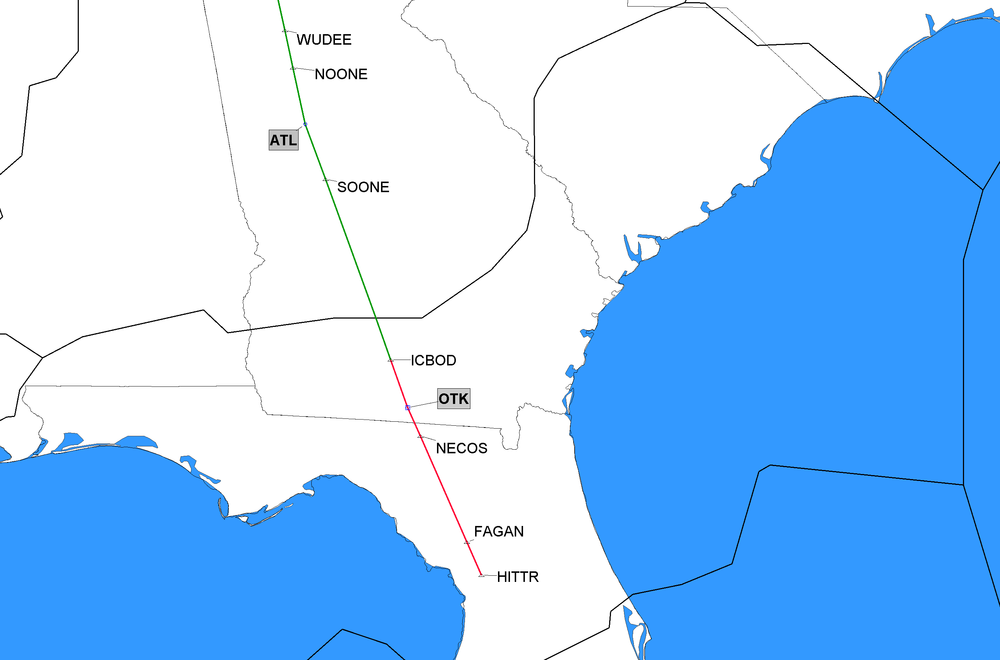 WUDEE
NOONE
ATL
SOONE
ICBOD
OTK
NECOS
FAGAN
HITTR